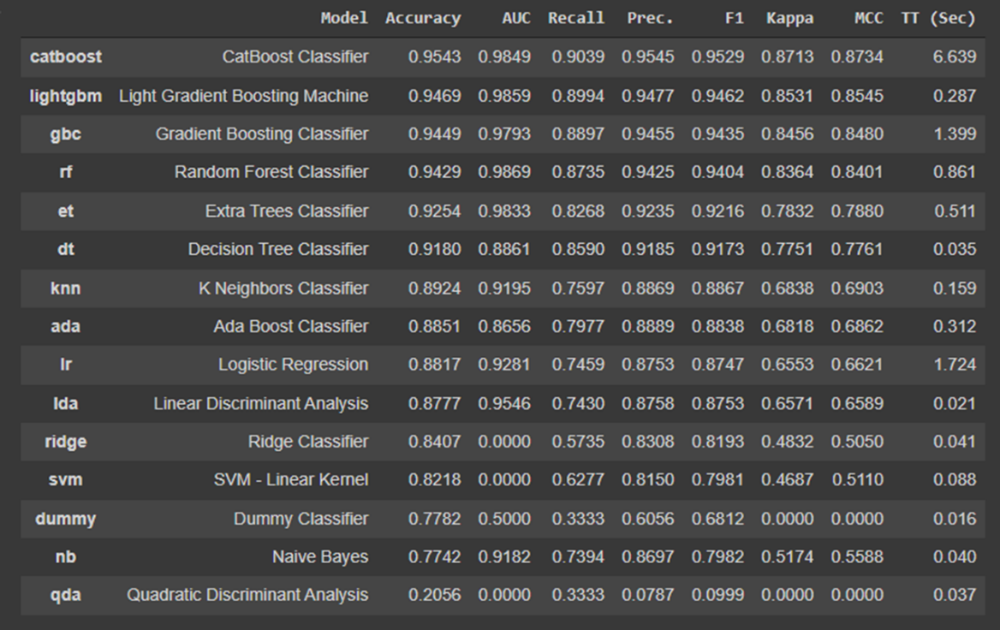 Model Accuracy AUC Recall Prec. F1 Kappa MCC TT (Sec)
catboost CatBoost Classifier 0.9543 0.9849 0.9039 0.9545 0.9529 0.8713 0.8734 6.639
lightgbm Light Gradient Boosting Machine 0.9469 0.9859 0.8994 0.9477 0.9462 0.8531 0.8545 0.287
gbc Gradient Boosting Classifier 0.9449 0.9793 0.8897 0.9455 0.9435 0.8456 0.8480 1.399
rf Random Forest Classifier 0.9429 0.9869 0.8735 0.9425 0.9404 0.8364 0.8401 0.861
et Extra Trees Classifier 0.9254 0.9833 0.8268 0.9235 0.9216 0.7832 0.7880 0.511
dt Decision Tree Classifier 0.9180 0.8861 0.8590 0.9185 0.9173 0.7751 0.7761 0.035
knn K Neighbors Classifier 0.8924 0.9195 0.7597 0.8869 0.8867 0.6838 0.6903 0.159
ada Ada Boost Classifier 0.8851 0.8656 0.7977 0.8889 0.8838 0.6818 0.6862 0.312
lr Logistic Regression 0.8817 0.9281 0.7459 0.8753 0.8747 0.6553 0.6621 1.724
lda Linear Discriminant Analysis 0.8777 0.9546 0.7430 0.8758 0.8753 0.6571 0.6589 0.021
ridge Ridge Classifier 0.8407 0.0000 0.5735 0.8308 0.8193 0.4832 0.5050 0.041
svm SVM - Linear Kernel 0.8218 0.0000 0.6277 0.8150 0.7981 0.4687 0.5110 0.088
dummy Dummy Classifier 0.7782 0.5000 0.3333 0.6056 0.6812 0.0000 0.0000 0.016
nb Naive Bayes 0.7742 0.9182 0.7394 0.8697 0.7982 0.5174 0.5588 0.040
qda Quadratic Discriminant Analysis 0.2056 0.0000 0.3333 0.0787 0.0999 0.0000 0.0000 0.037